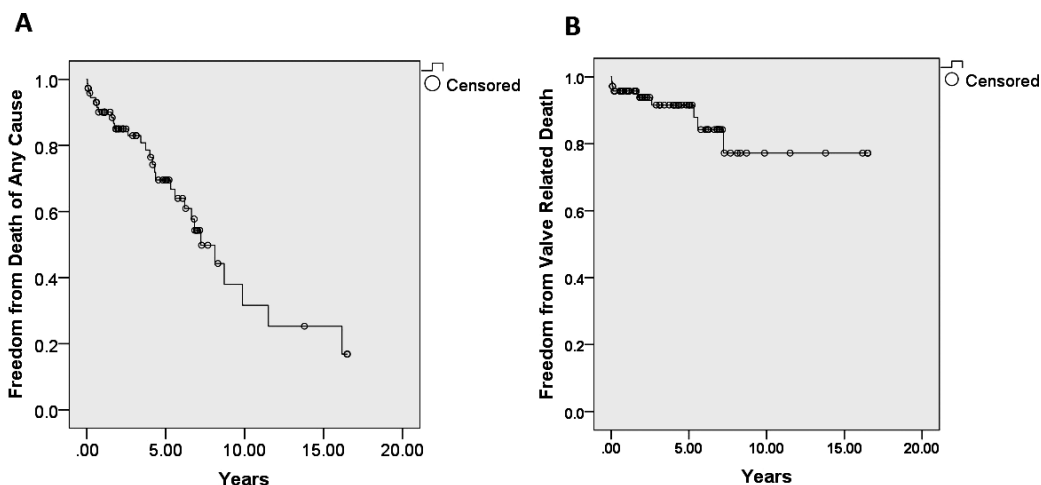 A
Freedom from Death of Any Cause
1.0
0.8
0.6
0.4
0.2
0.0
.00 5.00 10.00 15.00 20.00
Years
Censored
B
Freedom from Valve Related Death
1.0
0.8
0.6
0.4
0.2
0.0
.00 5.00 10.00 15.00 20.00
Years
Censored